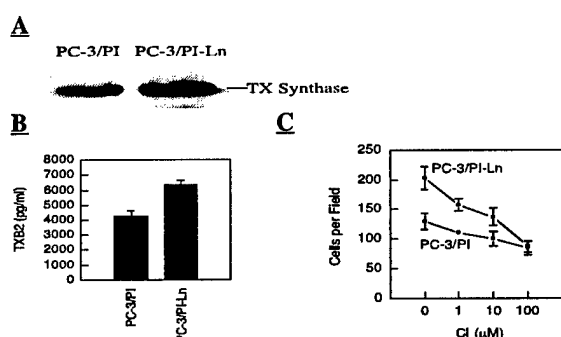 A
PC-3/PI PC-3/PI-Ln
TX Synthase
B
8000
7000
6000
5000
4000
3000
2000
1000
0
TXB2 (pg/ml)
PC-3/PI
PC-3/PI-Ln
C
250
200
150
100
50
0
Cells per Field
PC-3/PI-Ln
PC-3/PI
0 1 10 100
CI (μM)